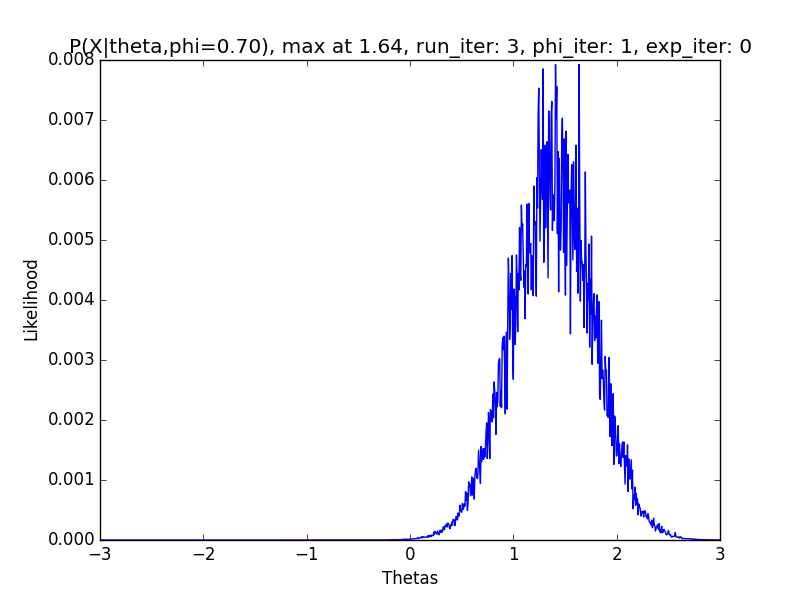 P(X|theta,phi=0.70), max at 1.64, run_iter: 3, phi_iter: 1, exp_iter: 0
0.008
0.007
0.006
0.005
0.004
0.003
0.002
0.001
0.000
Likelihood
−3 −2 −1 0 1 2 3
Thetas